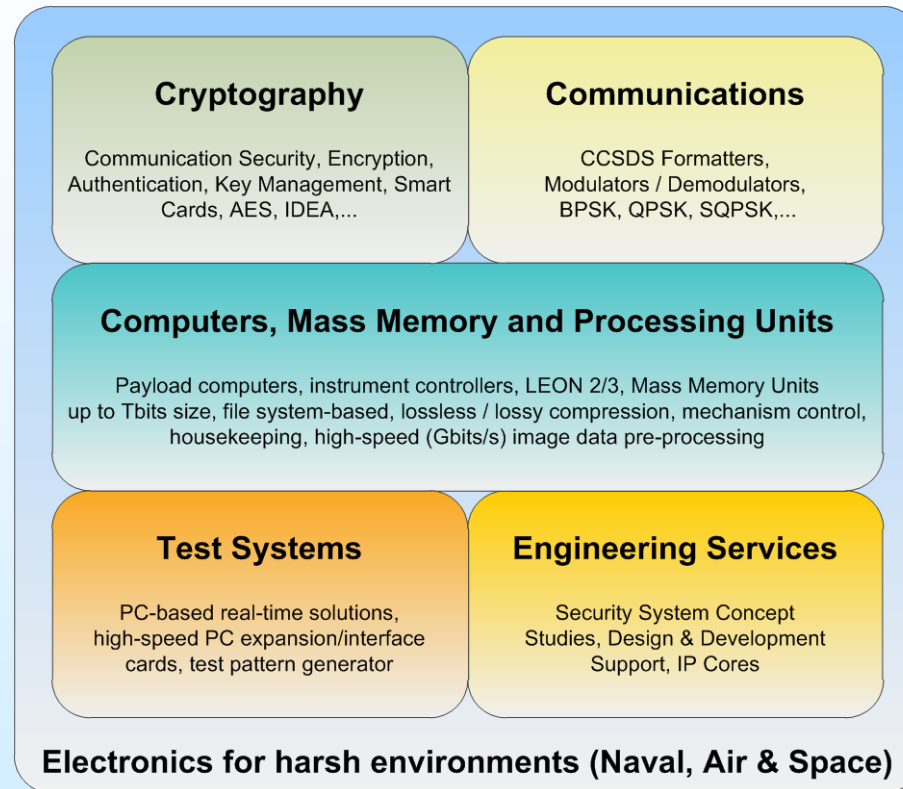 Cryptography
Communication Security, Encryption,
Authentication, Key Management, Smart
Cards, AES, IDEA,...
Communications
CCSDS Formatters,
Modulators / Demodulators,
BPSK, QPSK, SQPSK,...
Computers, Mass Memory and Processing Units
Payload computers, instrument controllers, LEON 2/3, Mass Memory Units
up to Tbits size, file system-based, lossless / lossy compression, mechanism control,
housekeeping, high-speed (Gbits/s) image data pre-processing
Test Systems
PC-based real-time solutions,
high-speed PC expansion/interface
cards, test pattern generator
Engineering Services
Security System Concept
Studies, Design & Development
Support, IP Cores
Electronics for harsh environments (Naval, Air & Space)